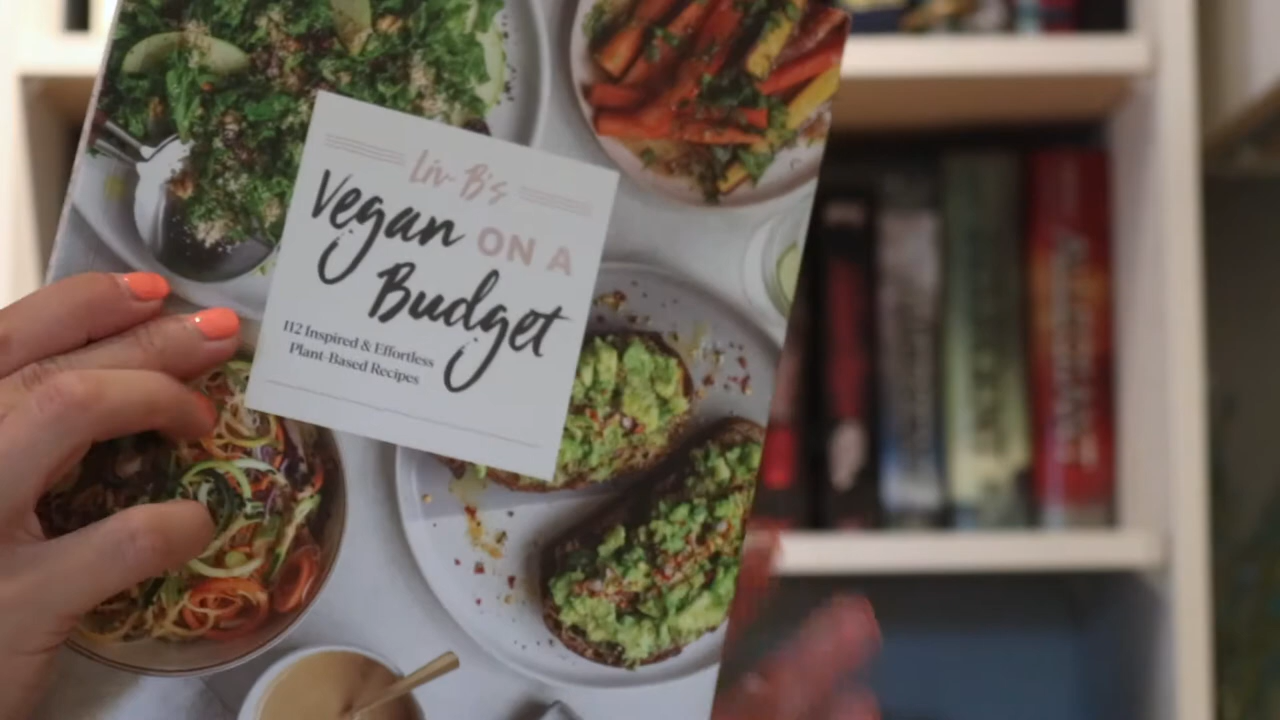 Liv B's
Vegan ON A
Budget
112 Inspired & Effortless
Plant-Based Recipes